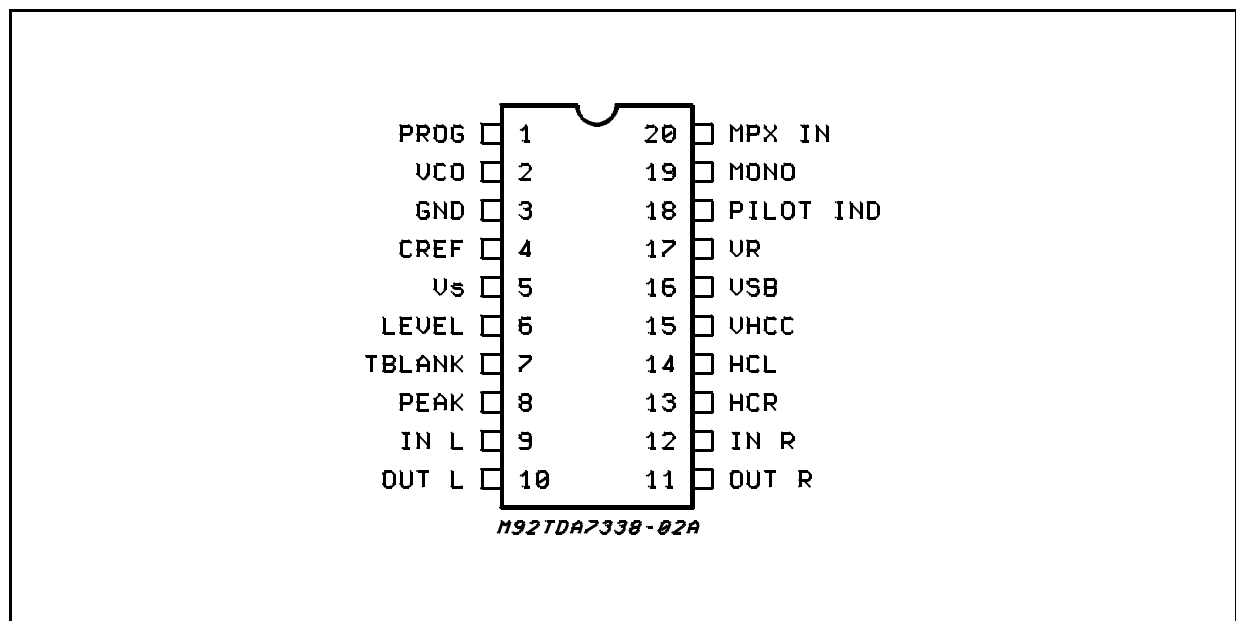 PROG 1 20 MPX IN
VCO 2 19 MONO
GND 3 18 PILOT IND
CREF 4 17 VR
Vs 5 16 VSB
LEVEL 6 15 VHCC
TBLANK 7 14 HCL
PEAK 8 13 HCR
IN L 9 12 IN R
OUT L 10 11 OUT R
M92TDA7338-02A